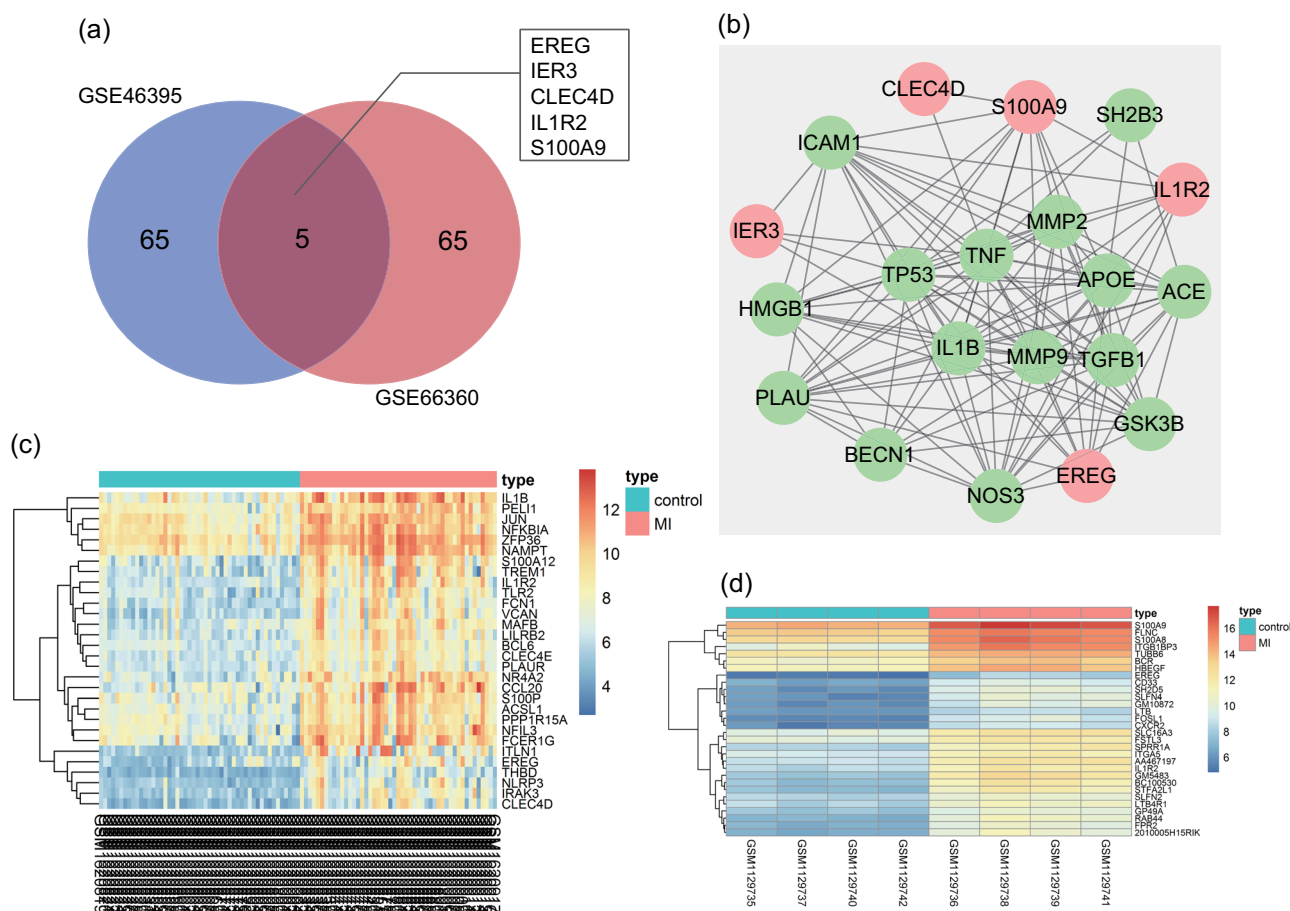 (a)
EREG
IER3
CLEC4D
IL1R2
S100A9
GSE46395
65
5
65
GSE66360
(b)
CLEC4D
S100A9
SH2B3
ICAM1
IL1R2
IER3
MMP2
TNF
TP53
APOE
ACE
HMGB1
IL1B
MMP9
TGFB1
PLAU
GSK3B
BECN1
EREG
NOS3
(c)
type
IL1B
PELI1
JUN
NFKBIA
ZFP36
NAMPT
S100A12
TREM1
IL1R2
TLR2
FCN1
VCAN
MAFB
LILRB2
BCL6
CLEC4E
PLAUR
NR4A2
CCL20
S100P
ACSL1
PPP1R15A
NFIL3
FCER1G
ITLN1
EREG
THBD
NLRP3
IRAK3
CLEC4D
12
10
8
6
4
type
control
MI
(d)
type
S100A9
FLNC
S100A8
ITGB1BP3
TUBB6
BCR
HBEGF
EREG
CD33
SH2D5
SLFN4
GM10872
LTB
FOSL1
CXCR2
SLC16A3
FSTL3
SPRR1A
ITGA5
AA467197
IL1R2
GM5483
BC100530
STFA2L1
SLFN2
LTB4R1
GP49A
RAB44
FPR2
2010005H15RIK
GSM1129735
GSM1129737
GSM1129740
GSM1129742
GSM1129736
GSM1129738
GSM1129739
GSM1129741
16
14
12
10
8
6
type
control
MI